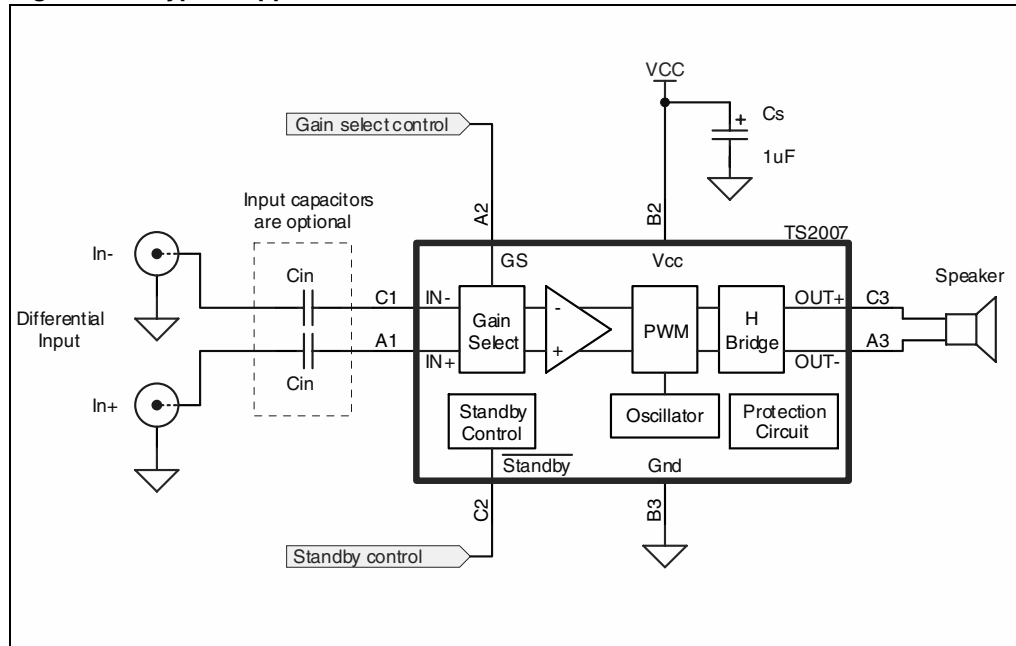 VCC
Cs
+
1uF
Gain select control
Input capacitors
are optional
A2
B2
TS2007
In-
Cin
GS
Vcc
Speaker
C1
IN-
OUT+
C3
Differential
Input
Gain
Select
-
+
PWM
H
Bridge
A1
IN+
OUT-
A3
Cin
In+
Standby
Control
Oscillator
Protection
Circuit
Standby
Gnd
C2
B3
Standby control